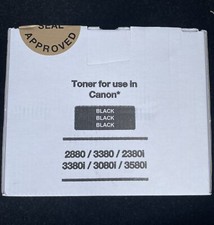 SEAL
APPROVED
Toner for use in
Canon*
BLACK
BLACK
BLACK
2880 / 3380 / 2380i
3380i / 3080i / 3580i